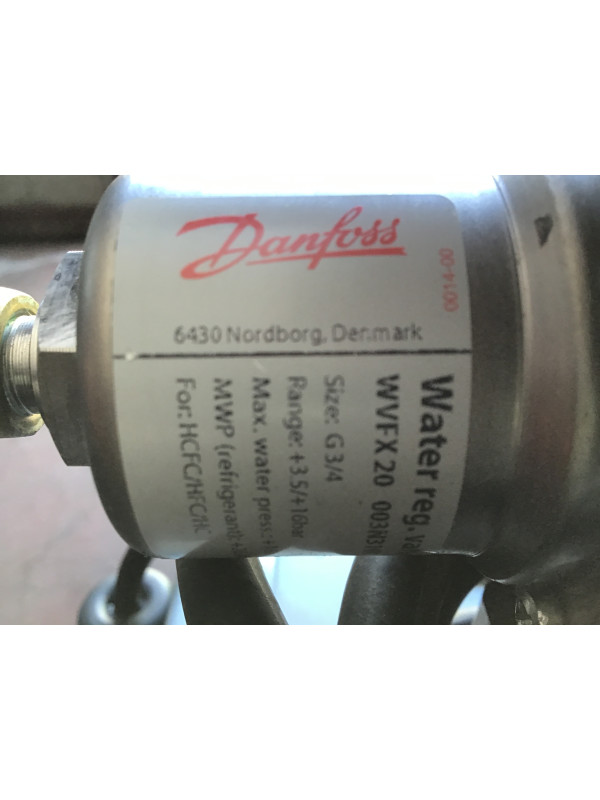 Danfoss
00-4100
6430 Nordborg, Denmark
Water reg.
WVFX 20
Size: G 3/4
Range: +3.5/+16bar
Max. water press.:
MWP (refrigerant):
For: HCFC/HFC/